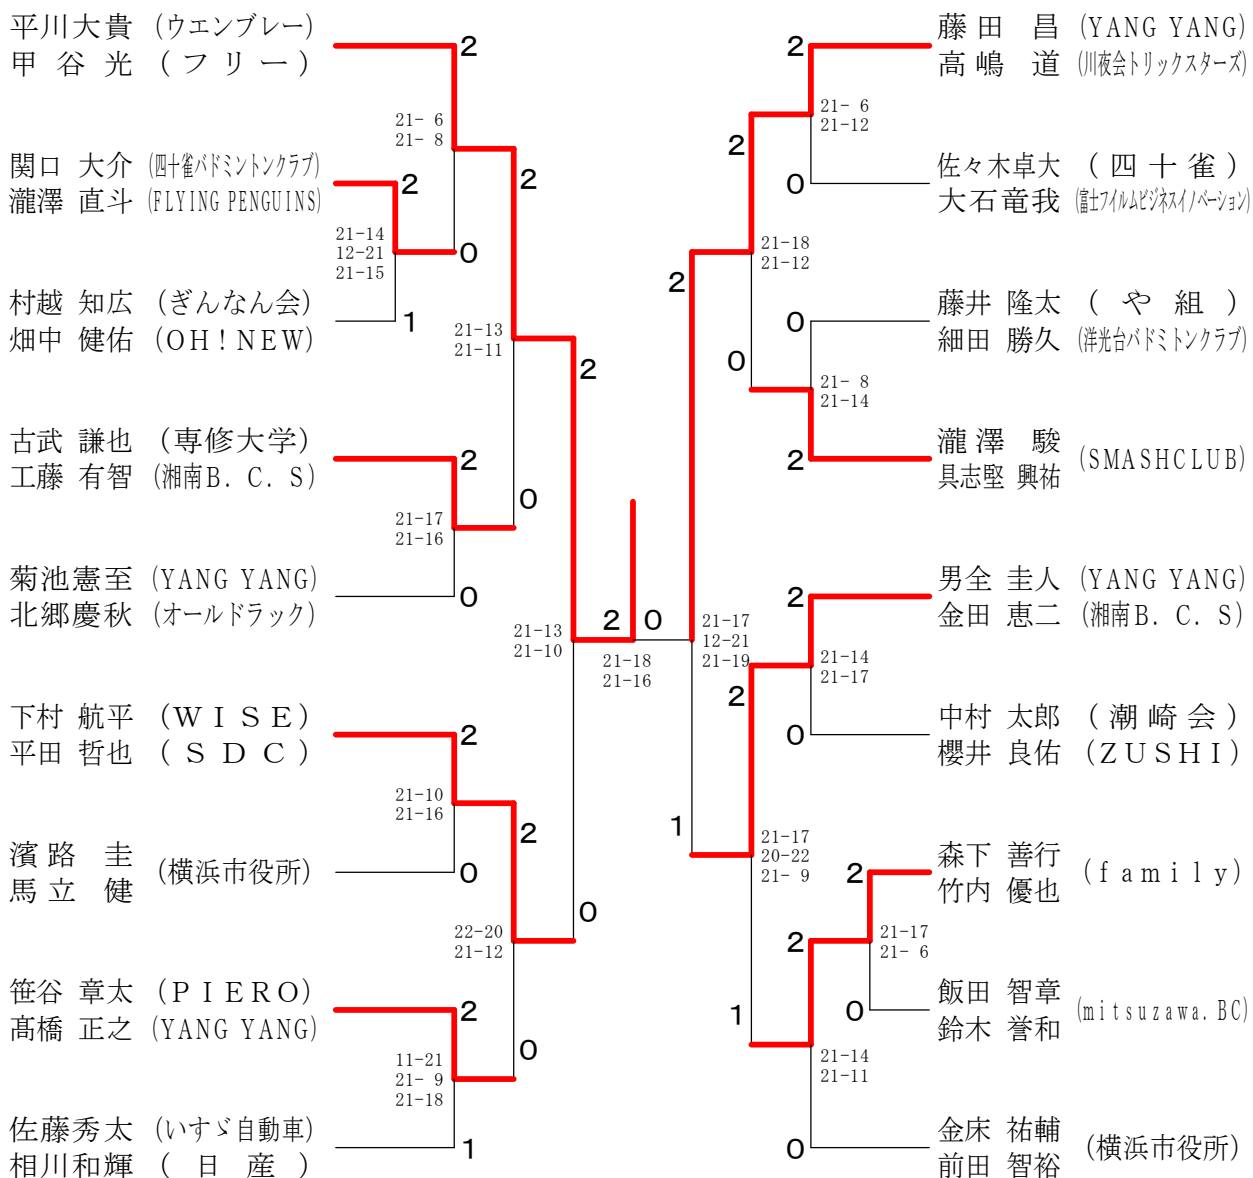 平川大貴 (ウエンブレー)
甲谷光 (フリー)
2
21- 6
21- 8
関口 大介 (四十雀バドミントンクラブ)
瀧澤 直斗 (FLYING PENGUINS)
2
2
0
21-14
12-21
21-15
村越 知広 (ぎんなん会)
畑中 健佑 (OH!NEW)
1
21-13
21-11
2
古武 謙也 (専修大学)
工藤 有智 (湘南B.C.S)
2
0
21-17
21-16
菊池憲至 (YANG YANG)
北郷慶秋 (オールドラック)
0
21-13
21-10
2 0
21-18
21-16
下村 航平 (WISE)
平田 哲也 (SDC)
2
21-10
21-16
2
濱路 圭
馬立 健
(横浜市役所)
0
0
22-20
21-12
笹谷 章太 (PIERO)
髙橋 正之 (YANG YANG)
2
0
11-21
21- 9
21-18
佐藤秀太 (いすゞ自動車)
相川和輝 (日産)
1
藤田 昌 (YANG YANG)
高嶋 道 (川夜会トリックスターズ)
2
21- 6
21-12
2
佐々木卓大 (四十雀)
大石竜我 (富士フイルムビジネスイノベーション)
0
21-18
21-12
2
藤井 隆太 (や組)
細田 勝久 (洋光台バドミントンクラブ)
0
0
21- 8
21-14
瀧澤 駿
具志堅 興祐
(SMASHCLUB)
2
男全 圭人 (YANG YANG)
金田 恵二 (湘南B.C.S)
2
21-17
12-21
21-19
21-14
21-17
2
中村 太郎 (潮崎会)
櫻井 良佑 (ZUSHI)
0
1
21-17
20-22
21- 9
森下 善行
竹内 優也
(family)
2
21-17
21- 6
2
飯田 智章
鈴木 誉和
(mitsuzawa.BC)
0
1
21-14
21-11
金床 祐輔
前田 智裕
(横浜市役所)
0